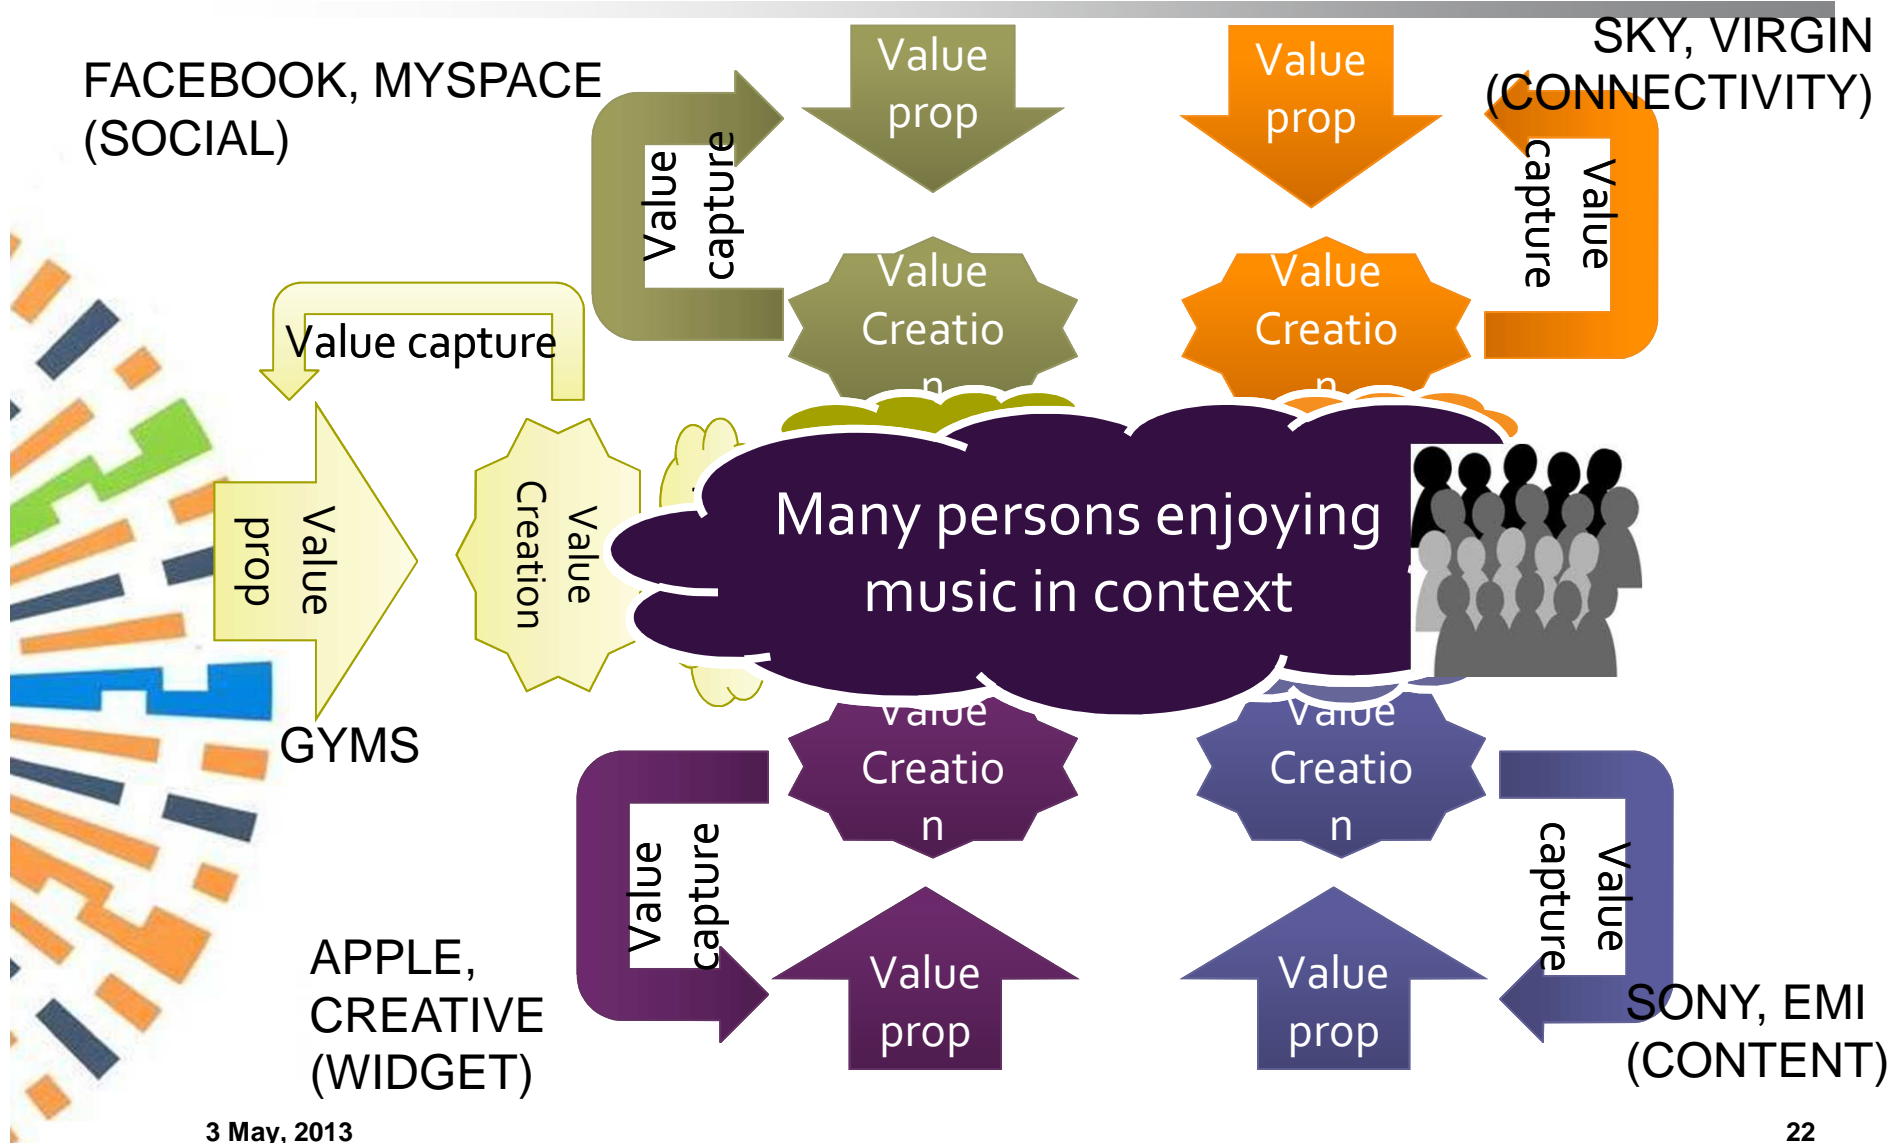 FACEBOOK, MYSPACE
(SOCIAL)
Value
capture
Value
prop
Value
Creatio
n
Value
prop
Value
Creatio
n
SKY, VIRGIN
(CONNECTIVITY)
Value
capture
Value capture
Value
prop
Value
Creation
GYMS
Many persons enjoying
music in context
Value
Creatio
n
Value
capture
Value
prop
APPLE,
CREATIVE
(WIDGET)
Value
Creatio
n
Value
capture
Value
prop
SONY, EMI
(CONTENT)
3 May, 2013
22